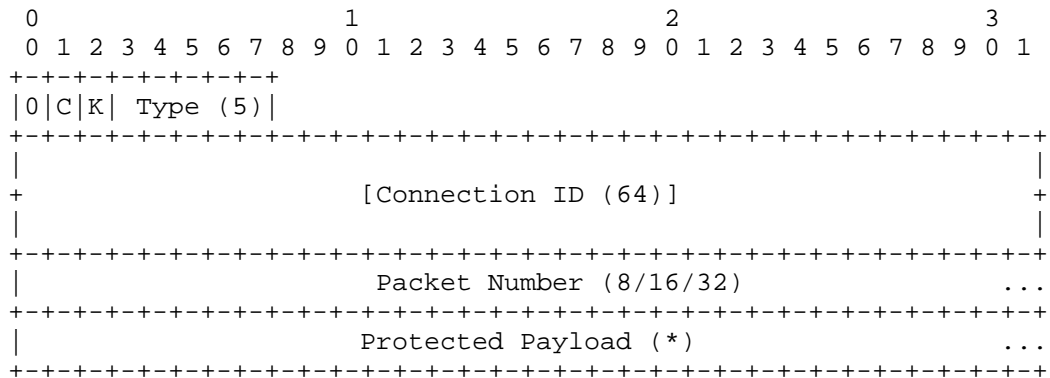 0                   1                   2                   3
 0 1 2 3 4 5 6 7 8 9 0 1 2 3 4 5 6 7 8 9 0 1 2 3 4 5 6 7 8 9 0 1
+-+-+-+-+-+-+-+-+
|0|C|K| Type (5)|
+-+-+-+-+-+-+-+-+-+-+-+-+-+-+-+-+-+-+-+-+-+-+-+-+-+-+-+-+-+-+-+-+
|                                                               |
+                     [Connection ID (64)]                      +
|                                                               |
+-+-+-+-+-+-+-+-+-+-+-+-+-+-+-+-+-+-+-+-+-+-+-+-+-+-+-+-+-+-+-+-+
|                      Packet Number (8/16/32)                ...
+-+-+-+-+-+-+-+-+-+-+-+-+-+-+-+-+-+-+-+-+-+-+-+-+-+-+-+-+-+-+-+-+
|                     Protected Payload (*)                   ...
+-+-+-+-+-+-+-+-+-+-+-+-+-+-+-+-+-+-+-+-+-+-+-+-+-+-+-+-+-+-+-+-+